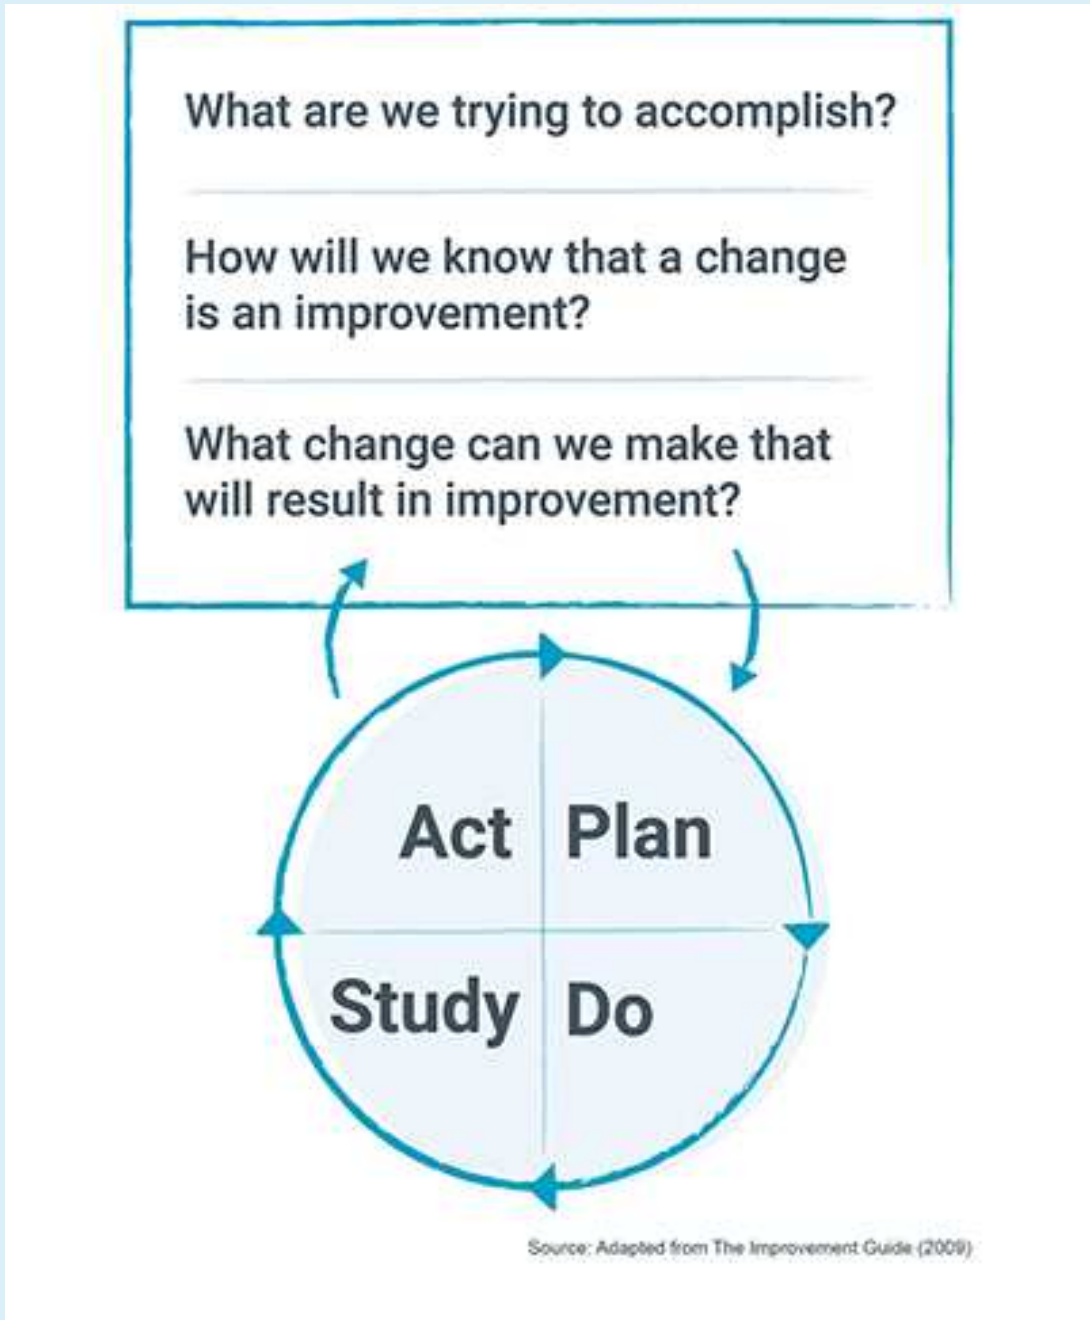 What are we trying to accomplish?
How will we know that a change
is an improvement?
What change can we make that
will result in improvement?
Act Plan
Study Do
Source: Adapted from The Improvement Guide (2009)